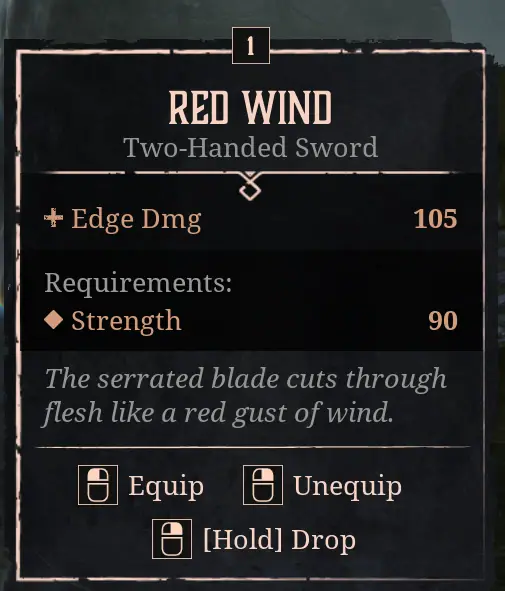 1
RED WIND
Two-Handed Sword
Edge Dmg 105
Requirements:
Strength 90
The serrated blade cuts through
flesh like a red gust of wind.
Equip Unequip
[Hold] Drop